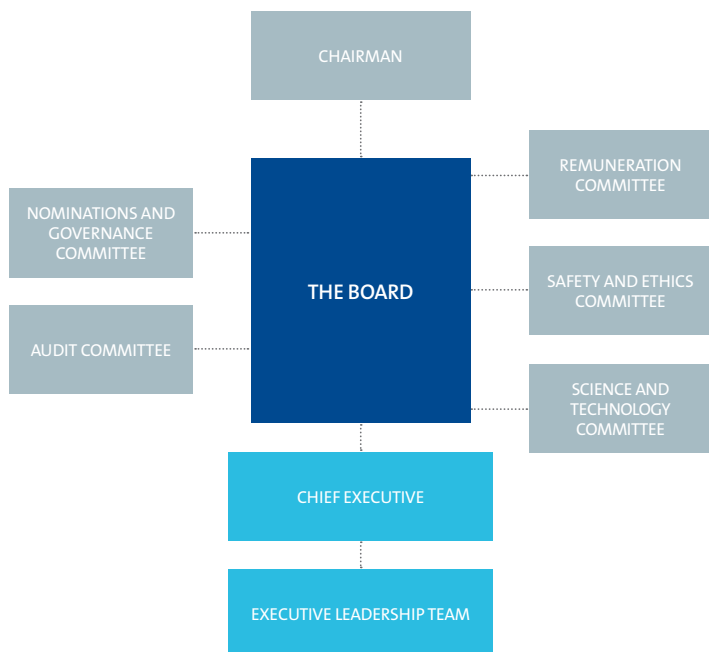 CHAIRMAN
REMUNERATION
COMMITTEE
NOMINATIONS AND
GOVERNANCE
COMMITTEE
THE BOARD
SAFETY AND ETHICS
COMMITTEE
AUDIT COMMITTEE
SCIENCE AND
TECHNOLOGY
COMMITTEE
CHIEF EXECUTIVE
EXECUTIVE LEADERSHIP TEAM